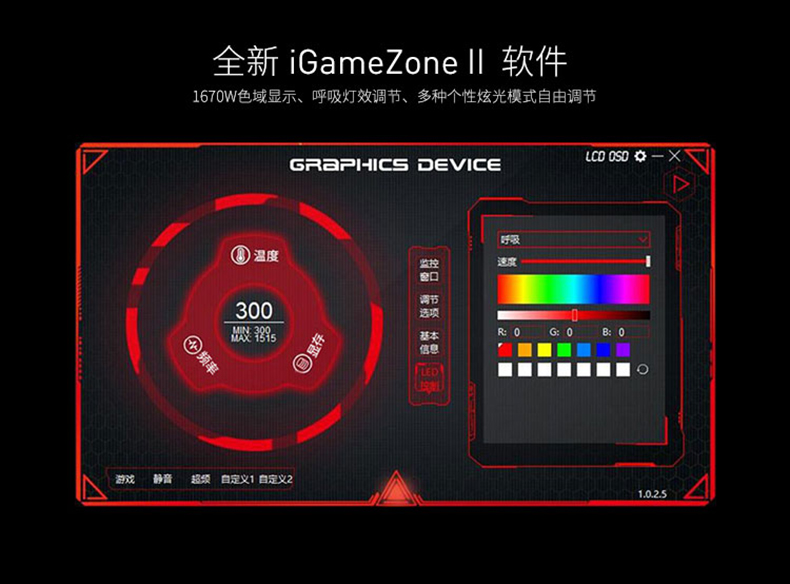 全新 iGameZone II 软件
1670W色域显示、呼吸灯效调节、多种个性炫光模式自由调节
GRAPHICS DEVICE
LCD OSD
温度
300
MIN: 300
MAX: 1515
频率
显存
监控
窗口
调节
选项
基本
信息
LED
控制
呼吸
速度
R: 0 G: 0 B: 0
游戏 静音 超频 自定义1 自定义2
1.0.2.5